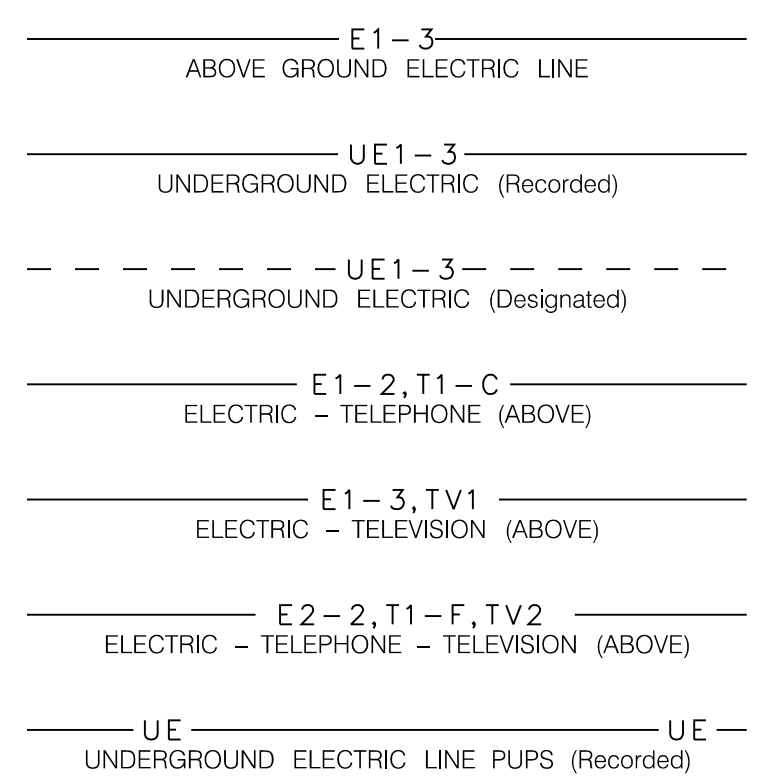 E1-3
ABOVE GROUND ELECTRIC LINE
UE1-3
UNDERGROUND ELECTRIC (Recorded)
UE1-3
UNDERGROUND ELECTRIC (Designated)
E1-2,T1-C
ELECTRIC - TELEPHONE (ABOVE)
E1-3,TV1
ELECTRIC - TELEVISION (ABOVE)
E2-2,T1-F,TV2
ELECTRIC - TELEPHONE - TELEVISION (ABOVE)
UE UE
UNDERGROUND ELECTRIC LINE PUPS (Recorded)